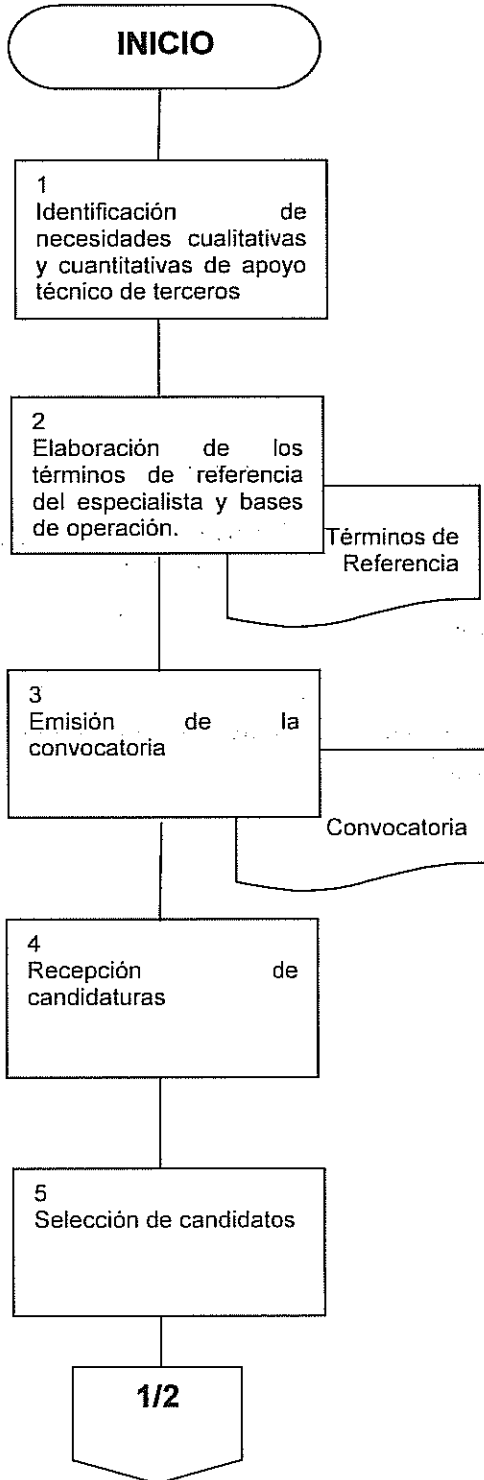 INICIO
1
Identificación de
necesidades cualitativas
y cuantitativas de apoyo
técnico de terceros
2
Elaboración de los
términos de referencia
del especialista y bases
de operación.
Términos de
Referencia
3
Emisión de la
convocatoria
Convocatoria
4
Recepción de
candidaturas
5
Selección de candidatos
1/2